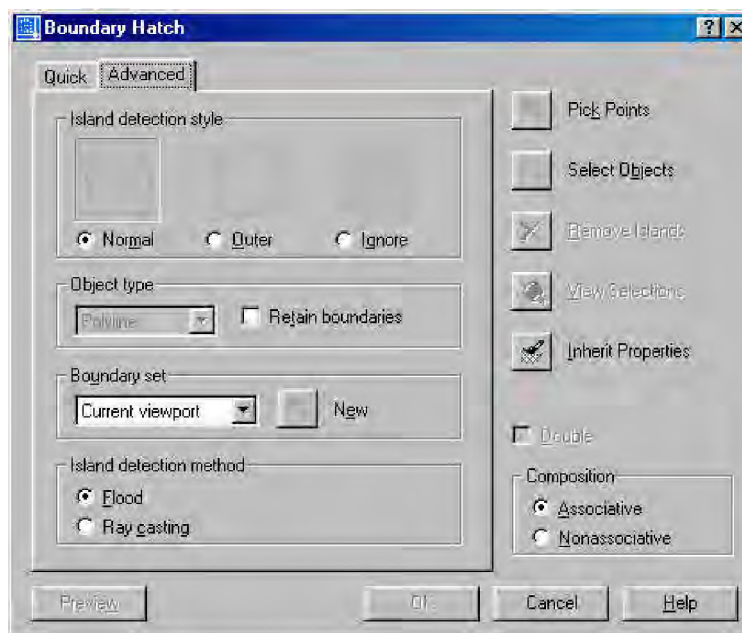 Boundary Hatch
Quick
Advanced
Island detection style
Normal
Outer
Ignore
Object type
Polyline
Retain boundaries
Boundary set
Current viewport
New
Island detection method
Flood
Ray casting
Pick Points
Select Objects
Remove Islands
View Selections
Inherit Properties
Double
Composition
Associative
Nonassociative
Preview
Cancel
Help